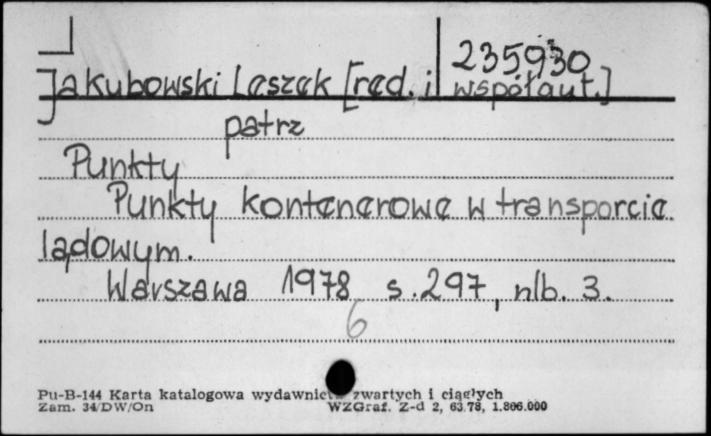 235930
Jakubowski Leszek [red. i współaut.]
patrz
Punkty
Punkty kontenerowe w transporcie
lądowym.
Warszawa 1978 s. 297, nlb. 3.
6
Pu-B-144 Karta katalogowa wydawnictw zwartych i ciągłych
Zam. 34/DW/On WZGraf. Z-d 2, 63.78, 1.806.000